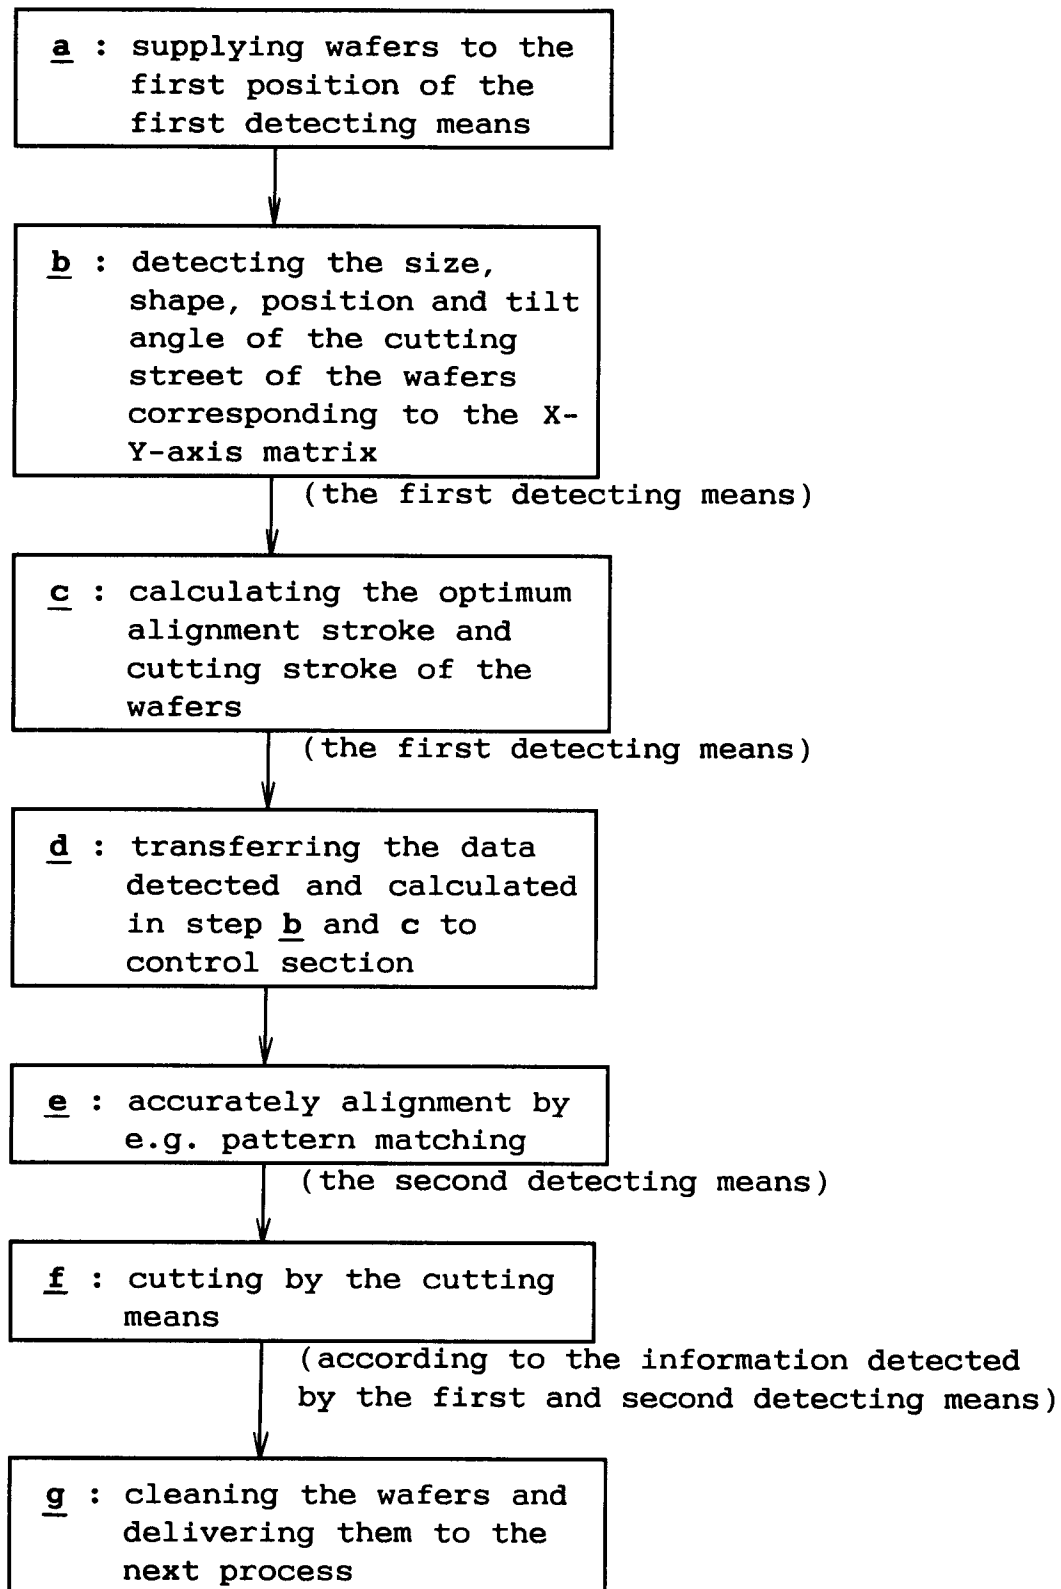 a : supplying wafers to the
first position of the
first detecting means
b : detecting the size,
shape, position and tilt
angle of the cutting
street of the wafers
corresponding to the X-
Y-axis matrix
(the first detecting means)
c : calculating the optimum
alignment stroke and
cutting stroke of the
wafers
(the first detecting means)
d : transferring the data
detected and calculated
in step b and c to
control section
e : accurately alignment by
e.g. pattern matching
(the second detecting means)
f : cutting by the cutting
means
(according to the information detected
by the first and second detecting means)
g : cleaning the wafers and
delivering them to the
next process